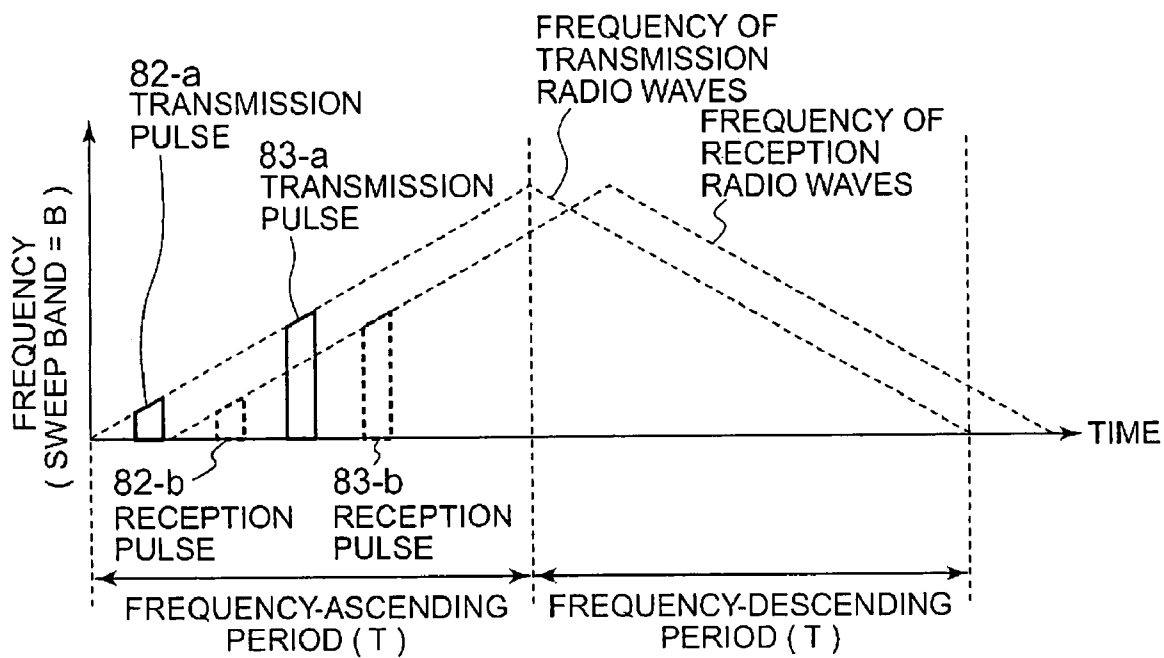 FREQUENCY OF
TRANSMISSION
RADIO WAVES
82-a
TRANSMISSION
PULSE
FREQUENCY OF
RECEPTION
RADIO WAVES
83-a
TRANSMISSION
PULSE
FREQUENCY
( SWEEP BAND = B )
TIME
82-b
RECEPTION
PULSE
83-b
RECEPTION
PULSE
FREQUENCY-ASCENDING
PERIOD ( T )
FREQUENCY-DESCENDING
PERIOD ( T )